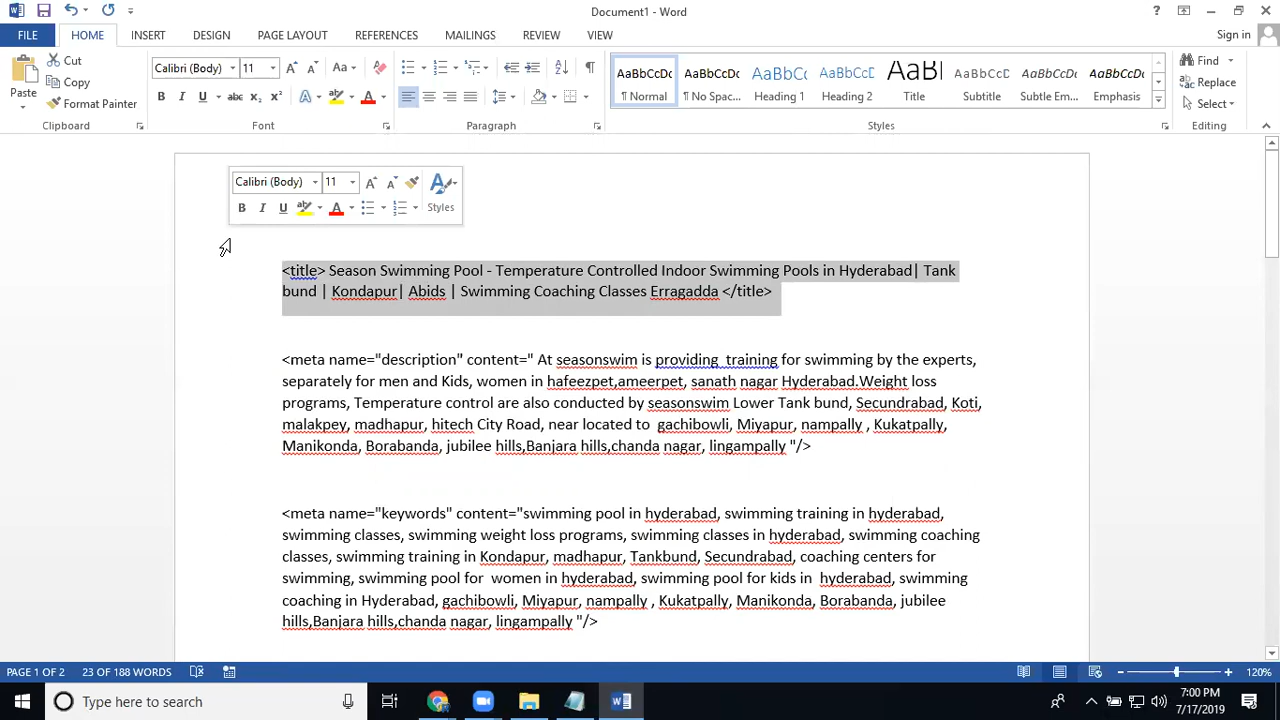 Document1 - Word
?
FILE
HOME
INSERT
DESIGN
PAGE LAYOUT
REFERENCES
MAILINGS
REVIEW
VIEW
Sign in
Paste
Cut
Copy
Format Painter
Clipboard
Calibri (Body)
11
Aa
B I U abc x₂ x²
Font
Paragraph
AaBbCcDc AaBbCcDc AaBbCc AaBbCcD AaBl AaBbCcD AaBbCcDc AaBbCcDc
¶ Normal ¶ No Spac... Heading 1 Heading 2 Title Subtitle Subtle Em... Emphasis
Styles
Find
Replace
Select
Editing
Calibri (Body) 11
B I U
Styles
<title> Season Swimming Pool - Temperature Controlled Indoor Swimming Pools in Hyderabad| Tank
bund | Kondapur| Abids | Swimming Coaching Classes Erragadda </title>
<meta name="description" content=" At seasonswim is providing  training for swimming by the experts,
separately for men and Kids, women in hafeezpet,ameerpet, sanath nagar Hyderabad.Weight loss
programs, Temperature control are also conducted by seasonswim Lower Tank bund, Secundrabad, Koti,
malakpey, madhapur, hitech City Road, near located to  gachibowli, Miyapur, nampally , Kukatpally,
Manikonda, Borabanda, jubilee hills,Banjara hills,chanda nagar, lingampally "/>
<meta name="keywords" content="swimming pool in hyderabad, swimming training in hyderabad,
swimming classes, swimming weight loss programs, swimming classes in hyderabad, swimming coaching
classes, swimming training in Kondapur, madhapur, Tankbund, Secundrabad, coaching centers for
swimming, swimming pool for  women in hyderabad, swimming pool for kids in  hyderabad, swimming
coaching in Hyderabad, gachibowli, Miyapur, nampally , Kukatpally, Manikonda, Borabanda, jubilee
hills,Banjara hills,chanda nagar, lingampally "/>
PAGE 1 OF 2
23 OF 188 WORDS
120%
Type here to search
7:00 PM
7/17/2019